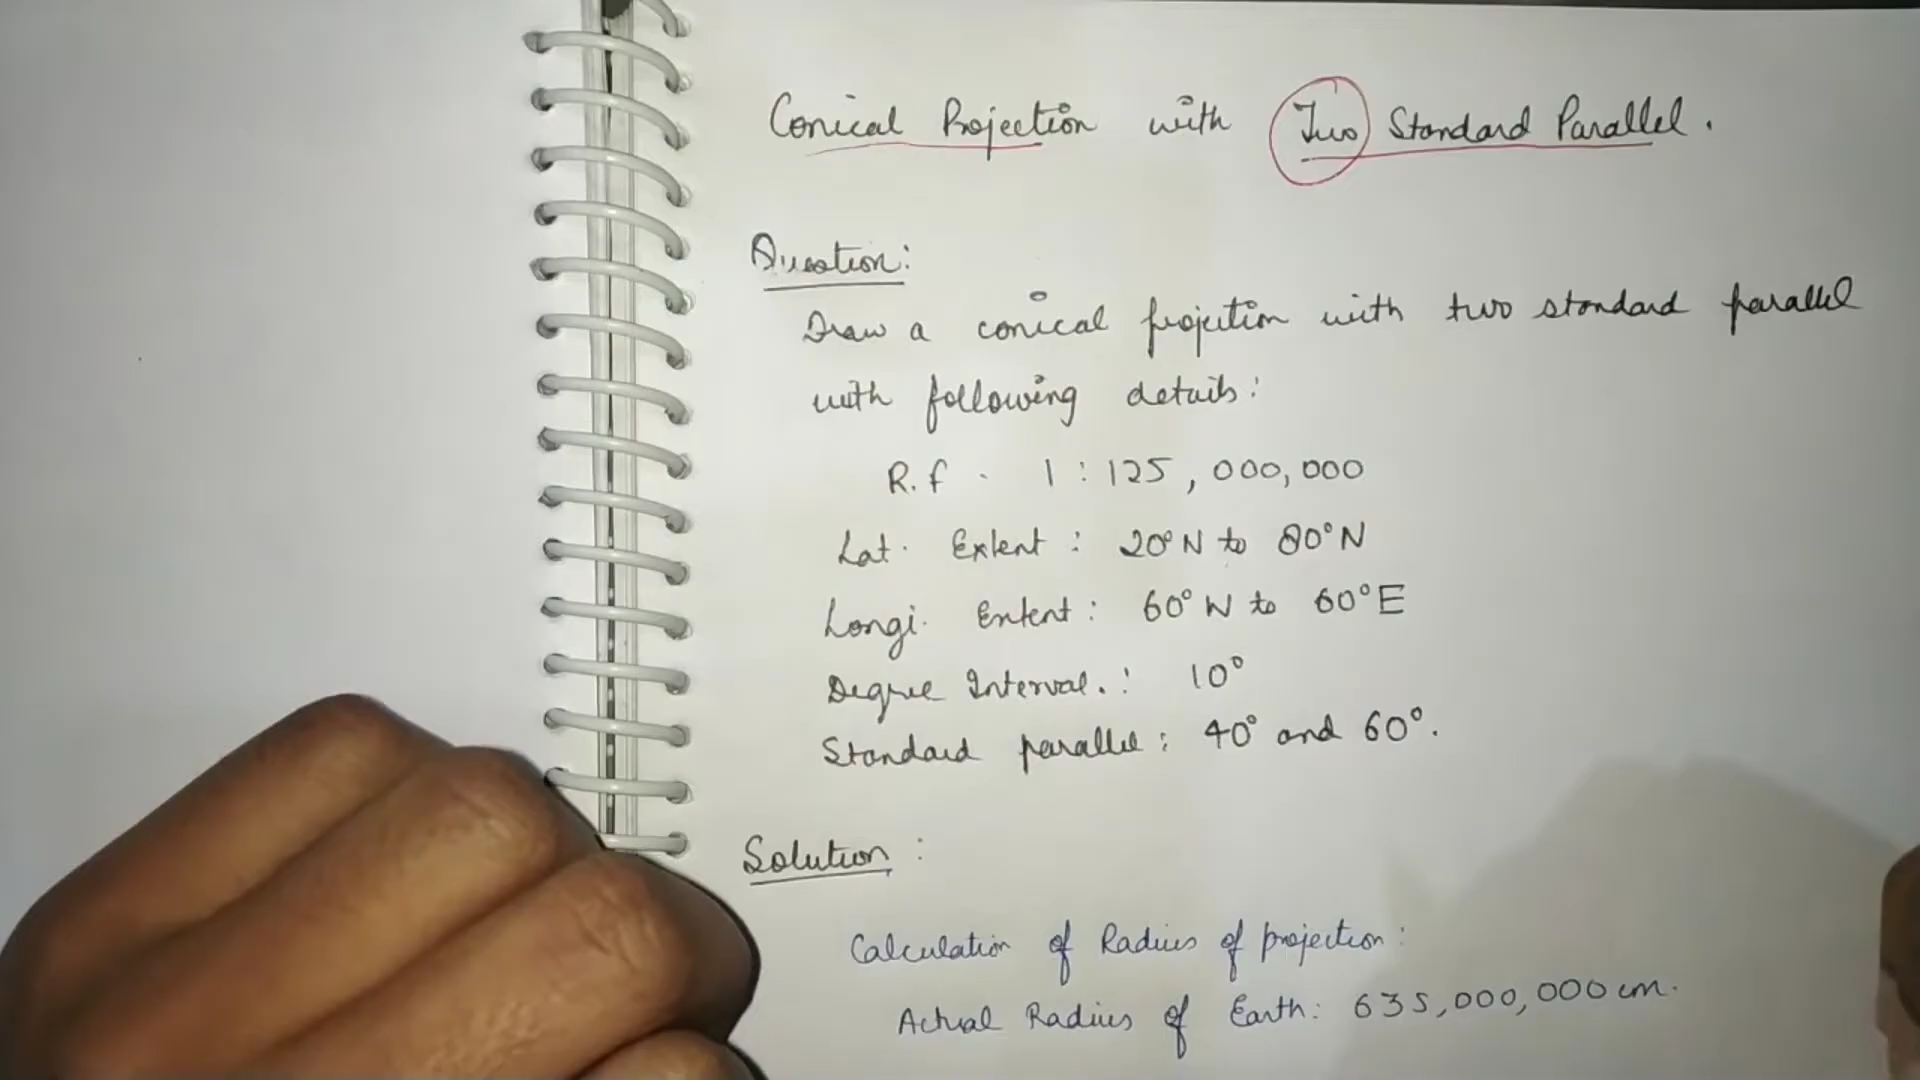 Conical Projection with Two Standard Parallel.
Question:
Draw a conical projection with two standard parallel
with following details:
R.f - 1 : 125,000,000
Lat. Extent : 20°N to 80°N
Longi. Extent : 60°W to 60°E
Degree Interval. : 10°
Standard parallel : 40° and 60°.
Solution :
Calculation of Radius of projection :
Actual Radius of Earth : 635,000,000 cm.